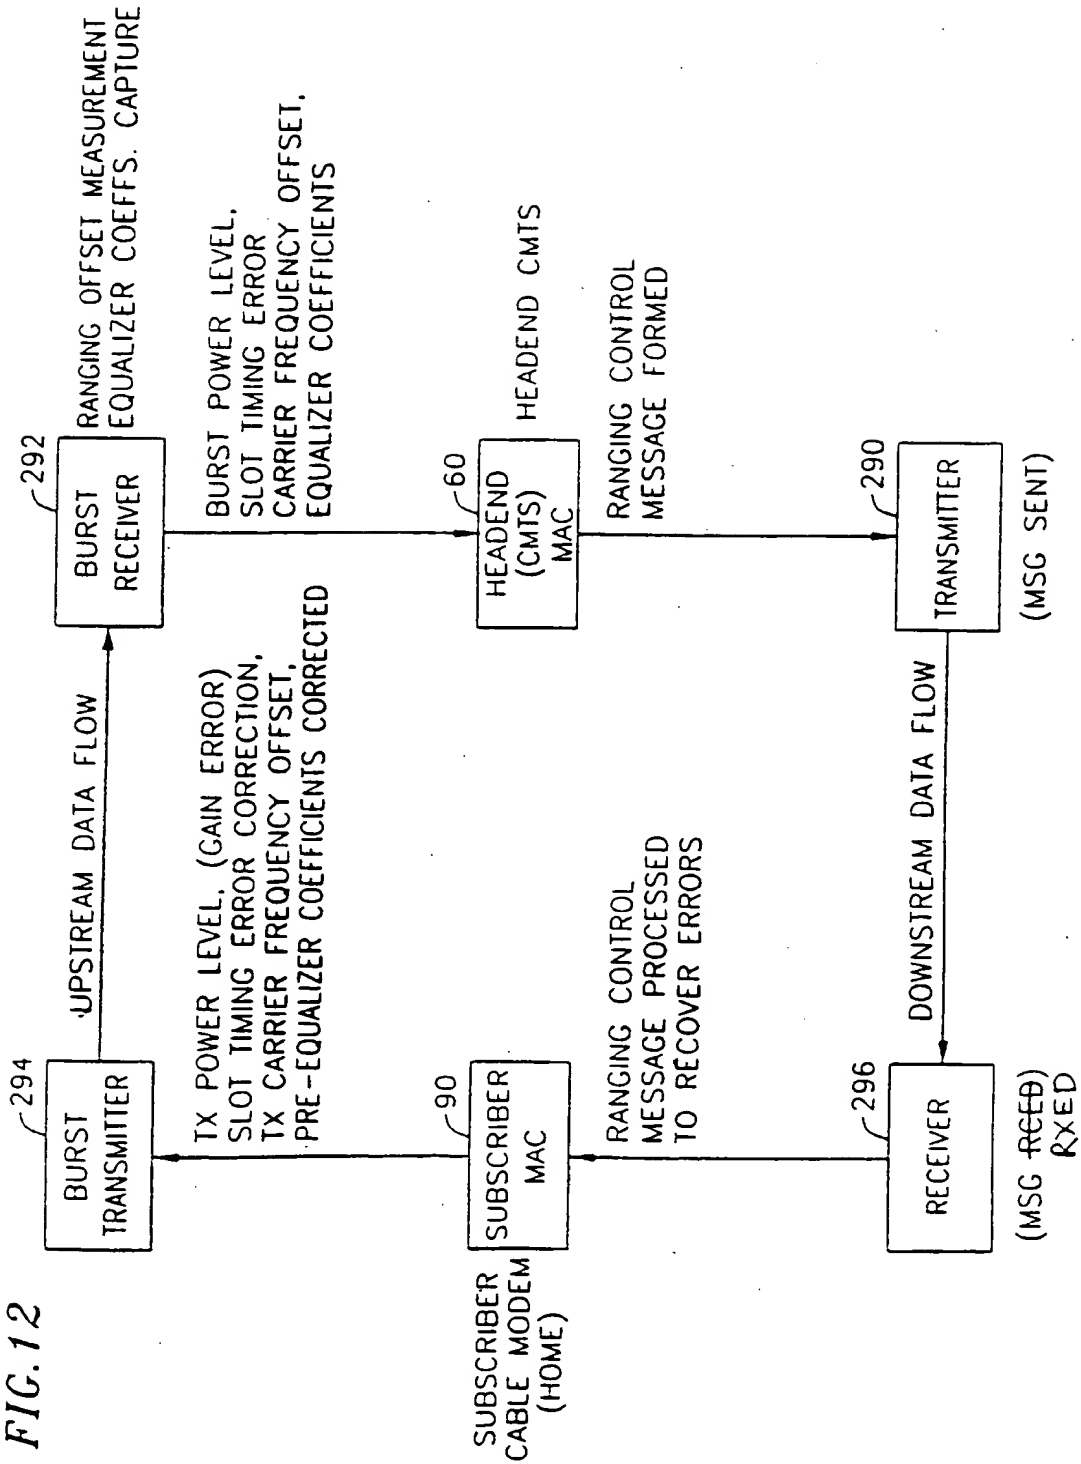 FIG.12
294
BURST
TRANSMITTER
UPSTREAM DATA FLOW
292
BURST
RECEIVER
RANGING OFFSET MEASUREMENT
EQUALIZER COEFFS. CAPTURE
TX POWER LEVEL, (GAIN ERROR)
SLOT TIMING ERROR CORRECTION,
TX CARRIER FREQUENCY OFFSET,
PRE-EQUALIZER COEFFICIENTS CORRECTED
BURST POWER LEVEL,
SLOT TIMING ERROR
CARRIER FREQUENCY OFFSET,
EQUALIZER COEFFICIENTS
SUBSCRIBER
CABLE MODEM
(HOME)
90
SUBSCRIBER
MAC
60
HEADEND
(CMTS)
MAC
HEADEND CMTS
RANGING CONTROL
MESSAGE PROCESSED
TO RECOVER ERRORS
RANGING CONTROL
MESSAGE FORMED
296
RECEIVER
DOWNSTREAM DATA FLOW
290
TRANSMITTER
(MSG RCED)
RXED
(MSG SENT)